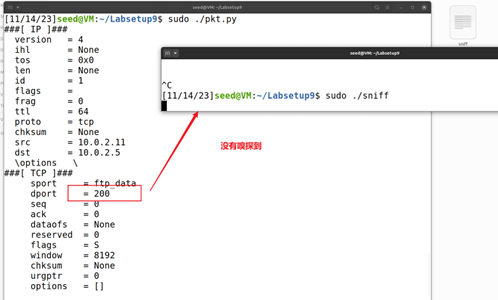 seed@VM: ~/Labsetup9
[11/14/23]seed@VM:~/Labsetup9$ sudo ./pkt.py
###[ IP ]###
version = 4
ihl = None
tos = 0x0
len = None
id = 1
flags =
frag = 0
ttl = 64
proto = tcp
chksum = None
src = 10.0.2.11
dst = 10.0.2.5
\options \
###[ TCP ]###
sport = ftp_data
dport = 200
seq = 0
ack = 0
dataofs = None
reserved = 0
flags = S
window = 8192
chksum = None
urgptr = 0
options = []
seed@VM: ~/Labsetup9
^C
[11/14/23]seed@VM:~/Labsetup9$ sudo ./sniff
没有嗅探到
sniff